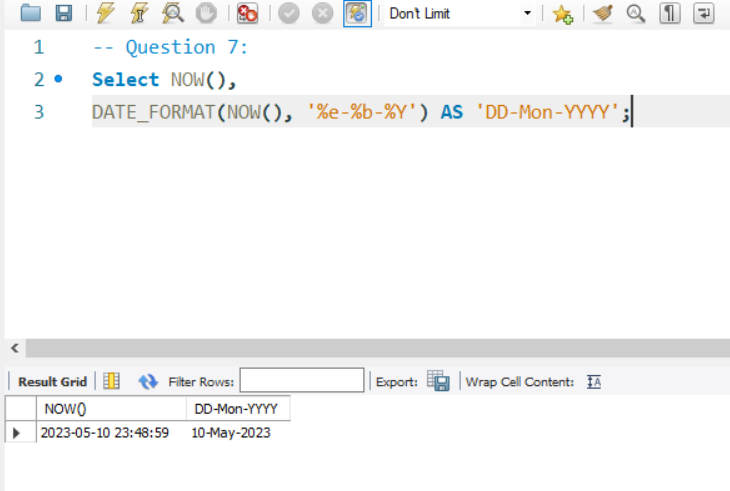 Don't Limit
1 -- Question 7:
2 Select NOW(),
3 DATE_FORMAT(NOW(), '%e-%b-%Y') AS 'DD-Mon-YYYY';
Result Grid Filter Rows: Export: Wrap Cell Content: IA
NOW() DD-Mon-YYYY
2023-05-10 23:48:59 10-May-2023